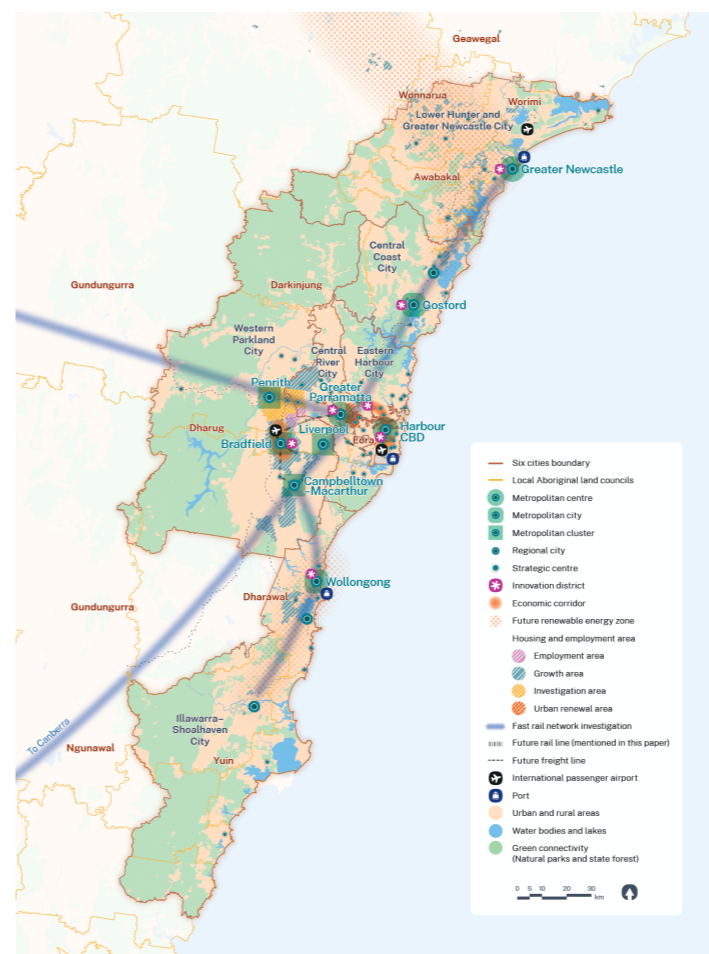 Geawegal
Wonnarua
Worimi
Lower Hunter and
Greater Newcastle City
Greater Newcastle
Awabakal
Central
Coast
City
Gundungurra
Darkinjung
Gosford
Western
Parkland
City
Central
River
City
Eastern
Harbour
City
Penrith
Greater
Parramatta
Dharug
Bradfield
Liverpool
Eora
Harbour
CBD
Campbelltown
–Macarthur
Wollongong
Dharawal
Gundungurra
Illawarra–
Shoalhaven
City
To Canberra
Ngunawal
Yuin
Six cities boundary
Local Aboriginal land councils
Metropolitan centre
Metropolitan city
Metropolitan cluster
Regional city
Strategic centre
Innovation district
Economic corridor
Future renewable energy zone
Housing and employment area
Employment area
Growth area
Investigation area
Urban renewal area
Fast rail network investigation
Future rail line (mentioned in this paper)
Future freight line
International passenger airport
Port
Urban and rural areas
Water bodies and lakes
Green connectivity
(Natural parks and state forest)
0 5 10 20 30
km